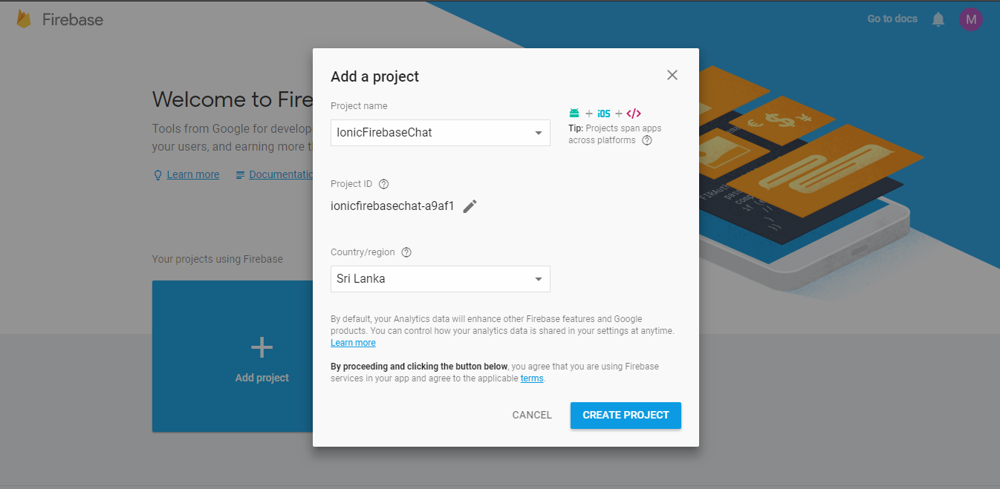 Firebase
Go to docs
M
Welcome to Fire
Tools from Google for develop
your users, and earning more
Learn more
Documentatio
Your projects using Firebase
Add project
Add a project
Project name
IonicFirebaseChat
+ iOS + </>
Tip: Projects span apps
across platforms
Project ID
ionicfirebasechat-a9af1
Country/region
Sri Lanka
By default, your Analytics data will enhance other Firebase features and Google
products. You can control how your analytics data is shared in your settings at anytime.
Learn more
By proceeding and clicking the button below, you agree that you are using Firebase
services in your app and agree to the applicable terms.
CANCEL
CREATE PROJECT